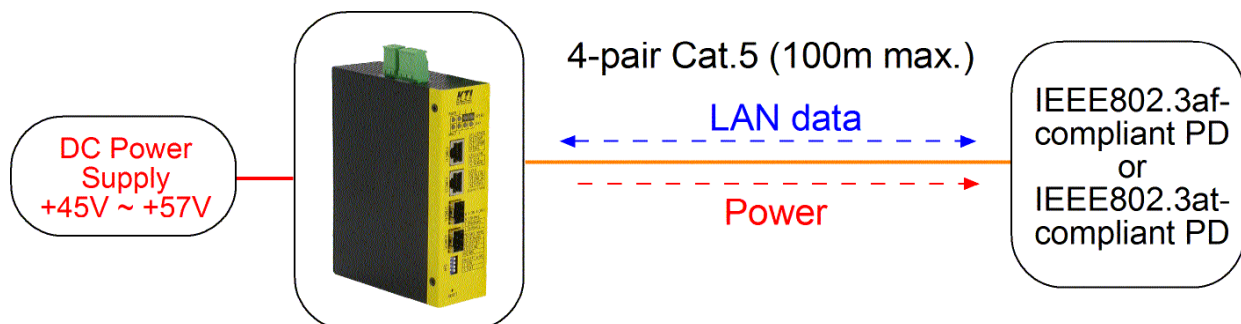 DC Power
Supply
+45V ~ +57V
KTI
4-pair Cat.5 (100m max.)
LAN data
Power
IEEE802.3af-
compliant PD
or
IEEE802.3at-
compliant PD